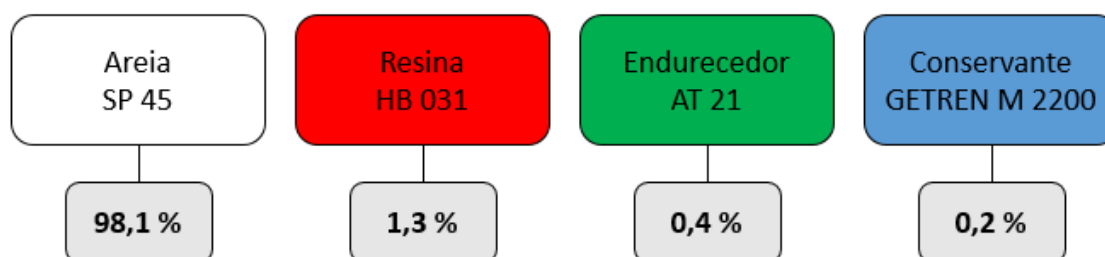 Areia
SP 45
Resina
HB 031
Endurecedor
AT 21
Conservante
GETREN M 2200
98,1 %
1,3 %
0,4 %
0,2 %